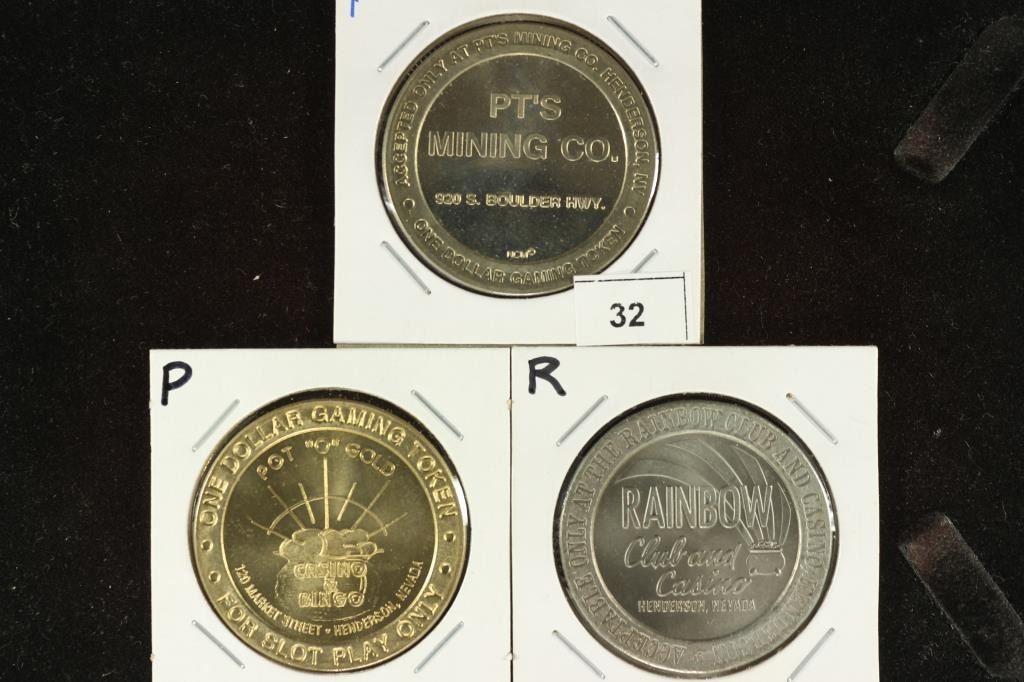 ACCEPTED ONLY AT PT'S MINING CO. HENDERSON, NV
PT'S
MINING CO.
920 S. BOULDER HWY.
ONE DOLLAR GAMING TOKEN
32
P
ONE DOLLAR GAMING TOKEN
POT "O" GOLD
CASINO
&
BINGO
120 MARKET STREET • HENDERSON, NEVADA
FOR SLOT PLAY ONLY
R
ACCEPTABLE ONLY AT THE RAINBOW CLUB AND CASINO
RAINBOW
Club and
Casino
HENDERSON, NEVADA